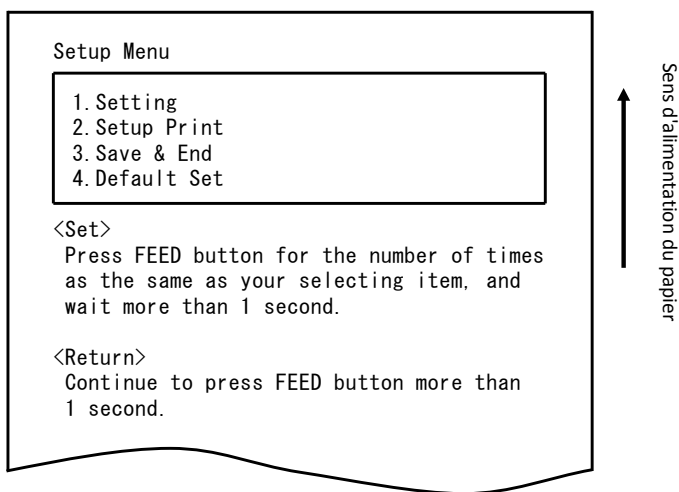 Setup Menu
1.Setting
2.Setup Print
3.Save & End
4.Default Set
<Set>
Press FEED button for the number of times
as the same as your selecting item, and
wait more than 1 second.
<Return>
Continue to press FEED button more than
1 second.
Sens d'alimentation du papier